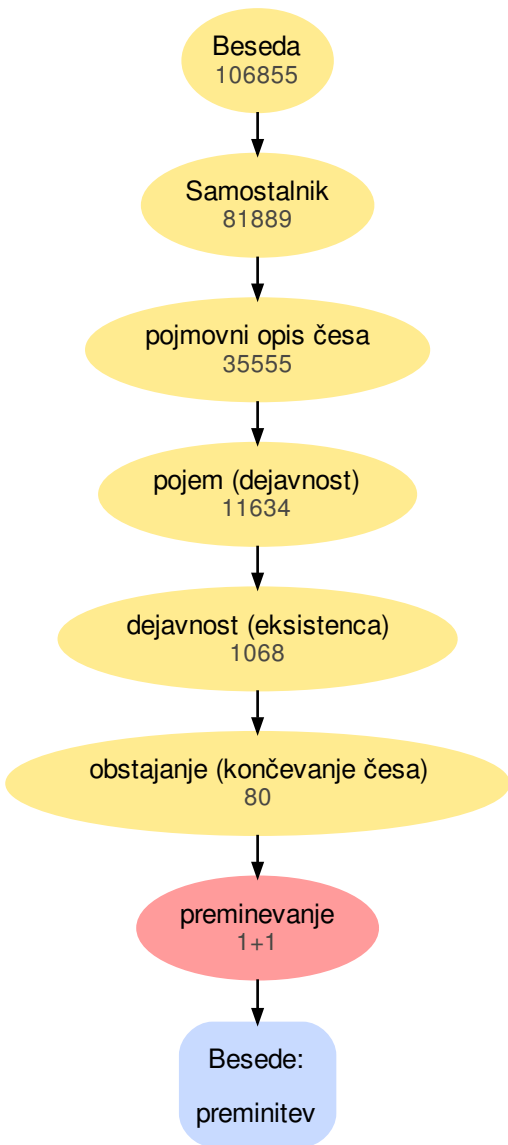 Beseda
106855
Samostalnik
81889
pojmovni opis česa
35555
pojem (dejavnost)
11634
dejavnost (eksistenca)
1068
obstajanje (končevanje česa)
80
preminevanje
1+1
Besede:
preminitev